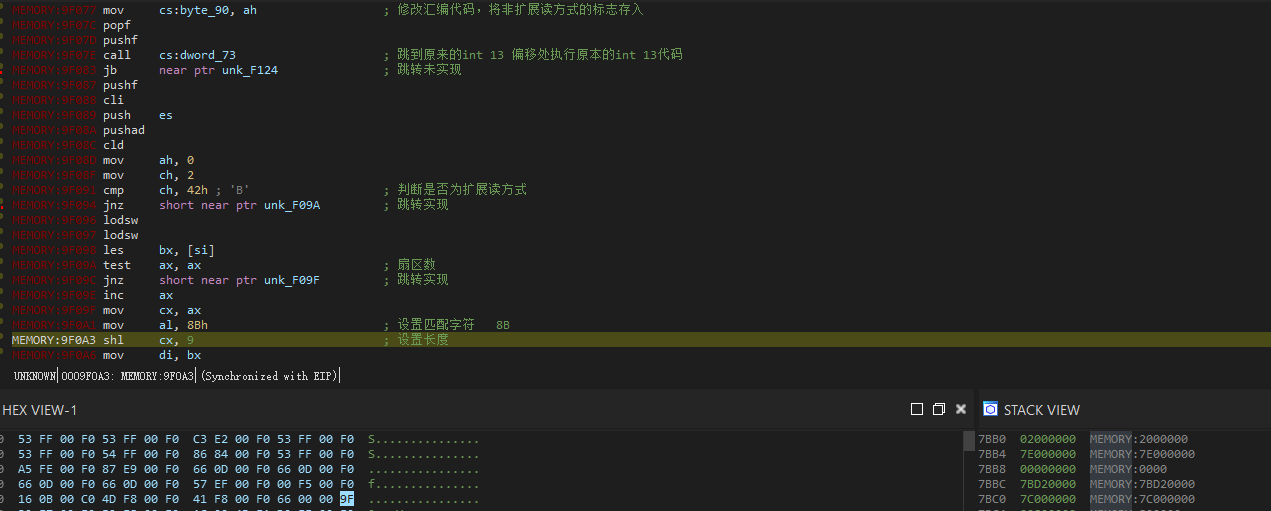 MEMORY:9F077 mov cs:byte_90, ah ; 修改汇编代码，将非扩展读方式的标志存入
MEMORY:9F07C popf
MEMORY:9F07D pushf
MEMORY:9F07E call cs:dword_73 ; 跳到原来的int 13 偏移处执行原本的int 13代码
MEMORY:9F083 jb near ptr unk_F124 ; 跳转未实现
MEMORY:9F087 pushf
MEMORY:9F088 cli
MEMORY:9F089 push es
MEMORY:9F08A pushad
MEMORY:9F08C cld
MEMORY:9F08D mov ah, 0
MEMORY:9F08F mov ch, 2
MEMORY:9F091 cmp ch, 42h ; 'B' ; 判断是否为扩展读方式
MEMORY:9F094 jnz short near ptr unk_F09A ; 跳转实现
MEMORY:9F096 lodsw
MEMORY:9F097 lodsw
MEMORY:9F098 les bx, [si]
MEMORY:9F09A test ax, ax ; 扇区数
MEMORY:9F09C jnz short near ptr unk_F09F ; 跳转实现
MEMORY:9F09E inc ax
MEMORY:9F09F mov cx, ax
MEMORY:9F0A1 mov al, 8Bh ; 设置匹配字符 8B
MEMORY:9F0A3 shl cx, 9 ; 设置长度
MEMORY:9F0A6 mov di, bx
UNKNOWN|0009F0A3: MEMORY:9F0A3|(Synchronized with EIP)|
HEX VIEW-1
53 FF 00 F0 53 FF 00 F0 C3 E2 00 F0 53 FF 00 F0 S...............
53 FF 00 F0 54 FF 00 F0 86 84 00 F0 53 FF 00 F0 S...............
A5 FE 00 F0 87 E9 00 F0 66 0D 00 F0 66 0D 00 F0 ................
66 0D 00 F0 66 0D 00 F0 57 EF 00 F0 00 F5 00 F0 f...............
16 0B 00 C0 4D F8 00 F0 41 F8 00 F0 66 00 00 9F ................
STACK VIEW
7BB0 02000000 MEMORY:2000000
7BB4 7E000000 MEMORY:7E000000
7BB8 00000000 MEMORY:0000
7BBC 7BD20000 MEMORY:7BD20000
7BC0 7C000000 MEMORY:7C000000